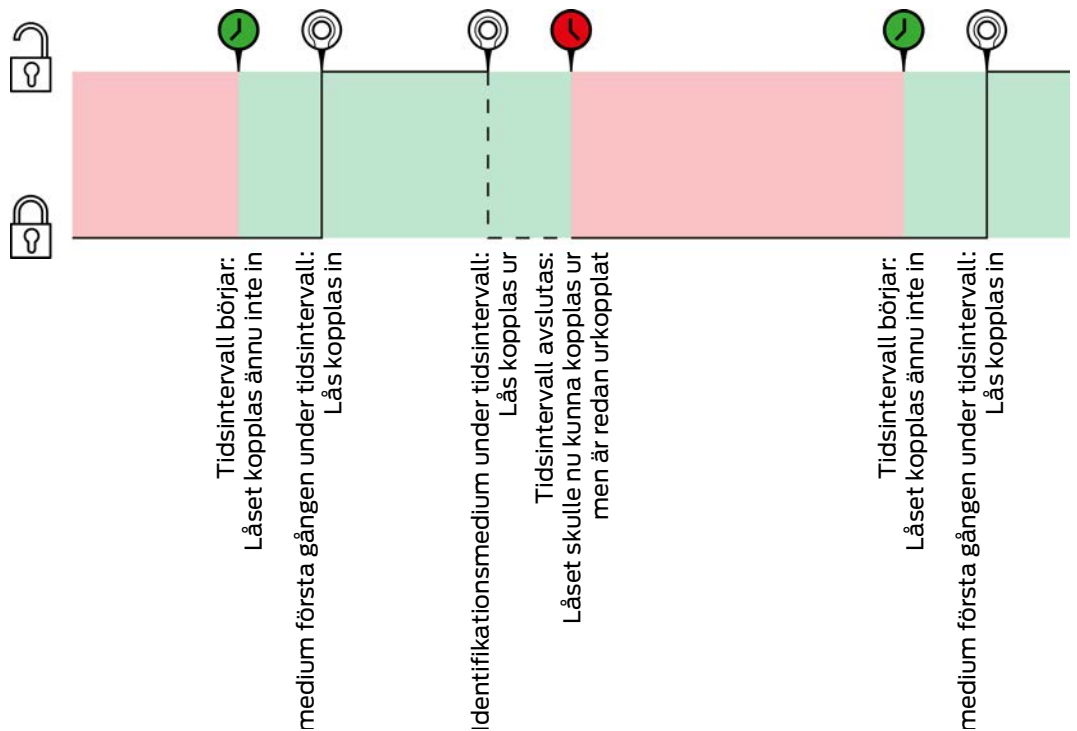 Tidsintervall börjar:
Låset kopplas ännu inte in
medium första gången under tidsintervall:
Lås kopplas in
Identifikationsmedium under tidsintervall:
Lås kopplas ur
Tidsintervall avslutas:
Låset skulle nu kunna kopplas ur
men är redan urkopplat
Tidsintervall börjar:
Låset kopplas ännu inte in
medium första gången under tidsintervall:
Lås kopplas in